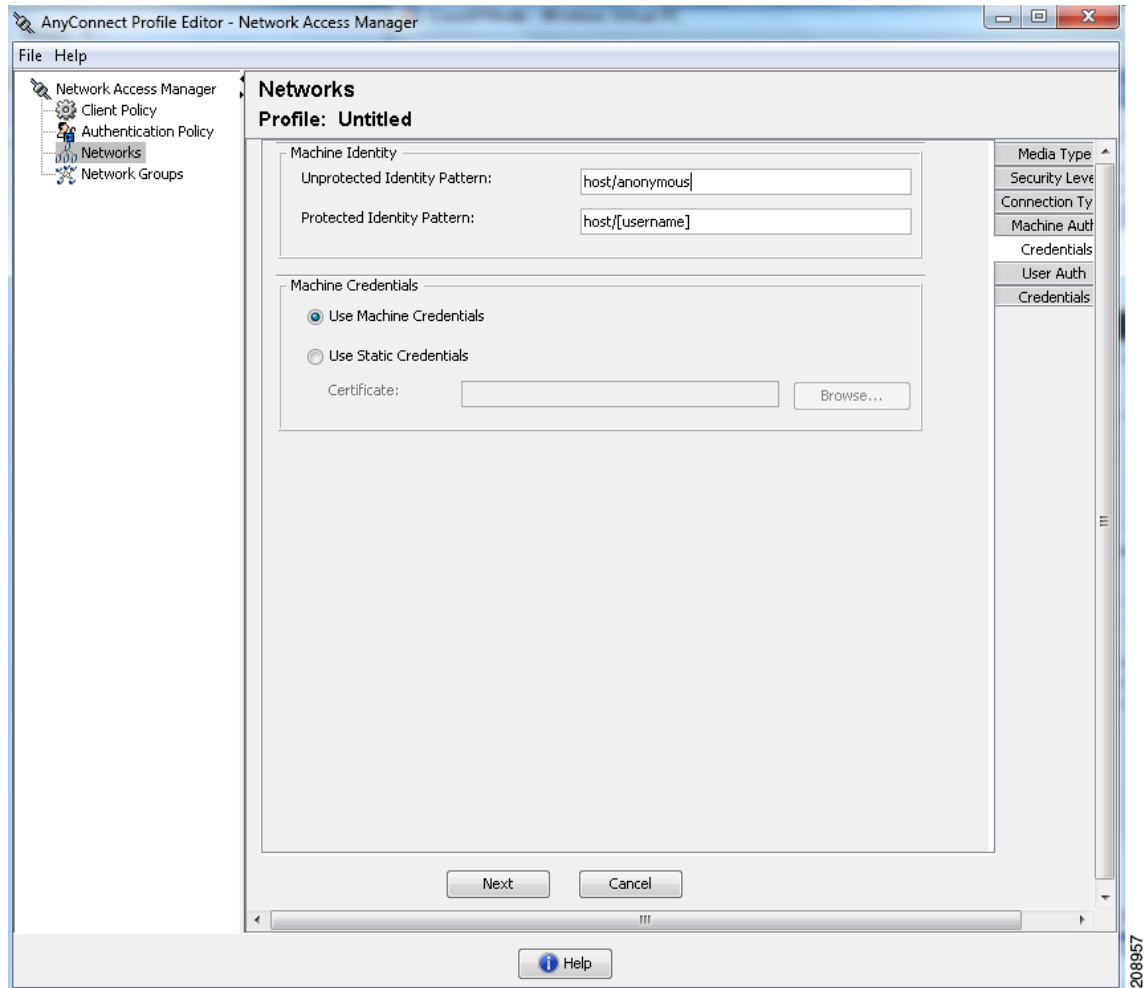 AnyConnect Profile Editor - Network Access Manager
File Help
Network Access Manager
Client Policy
Authentication Policy
Networks
Network Groups
Networks
Profile: Untitled
Machine Identity
Unprotected Identity Pattern: host/anonymous
Protected Identity Pattern: host/[username]
Machine Credentials
Use Machine Credentials
Use Static Credentials
Certificate: Browse...
Media Type
Security Leve
Connection Ty
Machine Auth
Credentials
User Auth
Credentials
Next Cancel
Help
208957